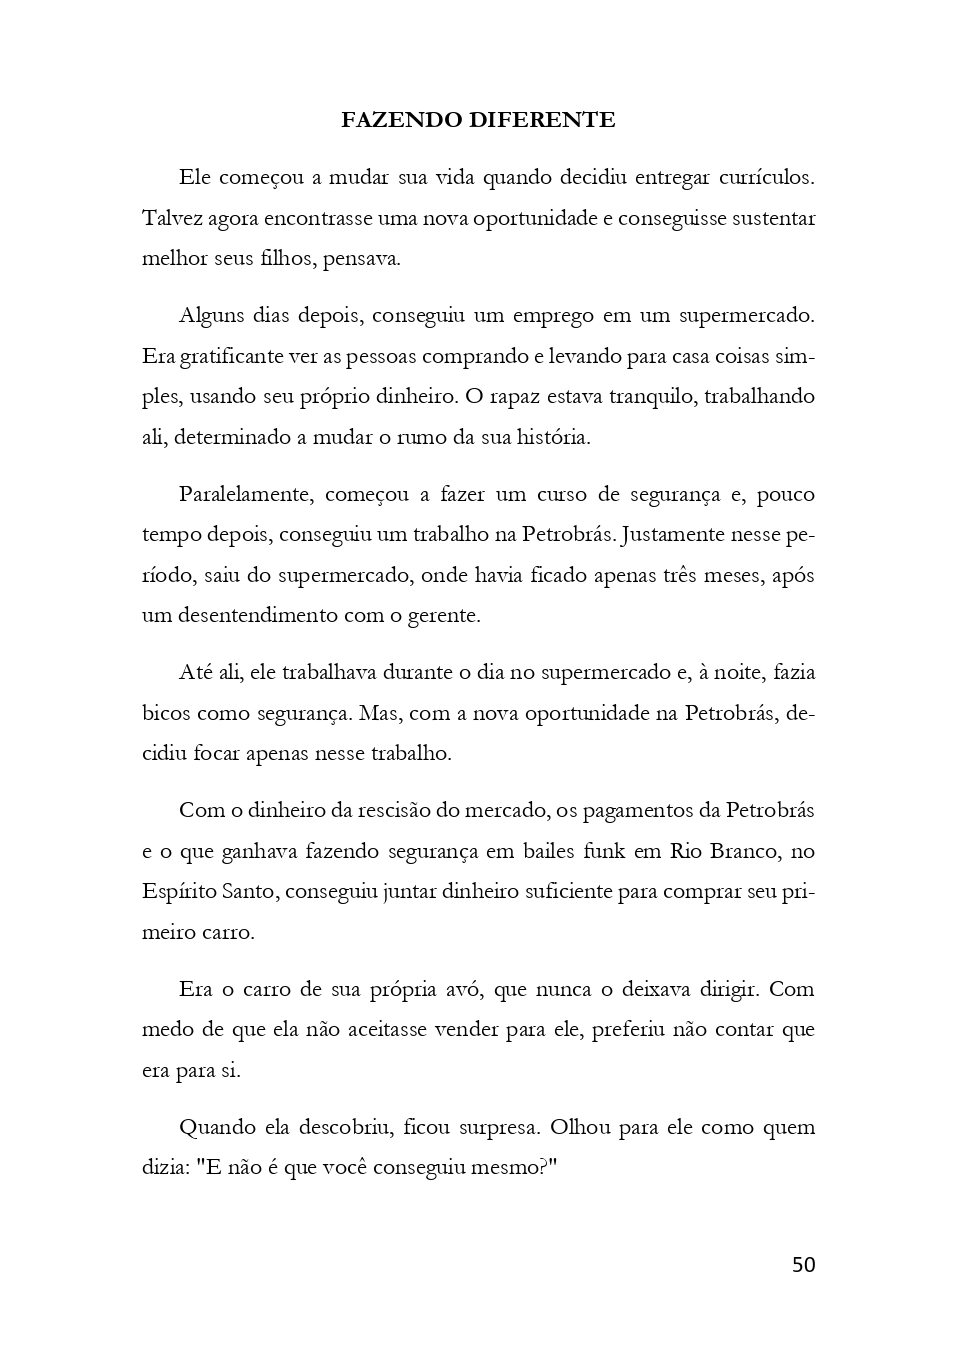 FAZENDO DIFERENTE
Ele começou a mudar sua vida quando decidiu entregar currículos.
Talvez agora encontrasse uma nova oportunidade e conseguisse sustentar
melhor seus filhos, pensava.
Alguns dias depois, conseguiu um emprego em um supermercado.
Era gratificante ver as pessoas comprando e levando para casa coisas sim-
ples, usando seu próprio dinheiro. O rapaz estava tranquilo, trabalhando
ali, determinado a mudar o rumo da sua história.
Paralelamente, começou a fazer um curso de segurança e, pouco
tempo depois, conseguiu um trabalho na Petrobrás. Justamente nesse pe-
ríodo, saiu do supermercado, onde havia ficado apenas três meses, após
um desentendimento com o gerente.
Até ali, ele trabalhava durante o dia no supermercado e, à noite, fazia
bicos como segurança. Mas, com a nova oportunidade na Petrobrás, de-
cidiu focar apenas nesse trabalho.
Com o dinheiro da rescisão do mercado, os pagamentos da Petrobrás
e o que ganhava fazendo segurança em bailes funk em Rio Branco, no
Espírito Santo, conseguiu juntar dinheiro suficiente para comprar seu pri-
meiro carro.
Era o carro de sua própria avó, que nunca o deixava dirigir. Com
medo de que ela não aceitasse vender para ele, preferiu não contar que
era para si.
Quando ela descobriu, ficou surpresa. Olhou para ele como quem
dizia: "E não é que você conseguiu mesmo?"
50